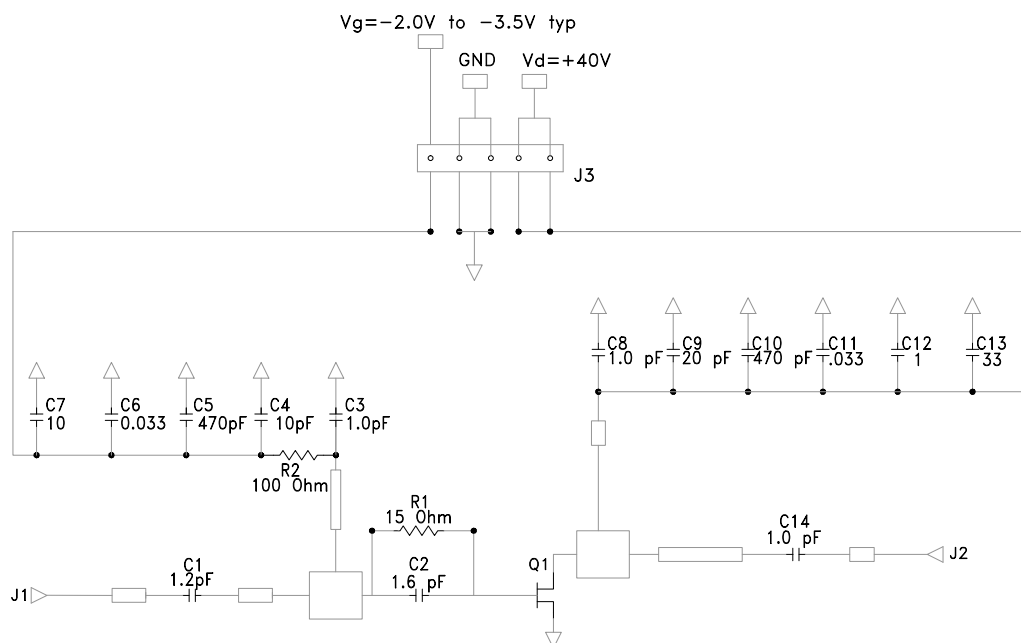 Vg=-2.0V to -3.5V typ
GND
Vd=+40V
J3
C8
1.0 pF
C9
20 pF
C10
470 pF
C11
.033
C12
1
C13
33
C7
10
C6
0.033
C5
470pF
C4
10pF
C3
1.0pF
R2
100 Ohm
R1
15 Ohm
C14
1.0 pF
J1
C1
1.2pF
C2
1.6 pF
Q1
J2